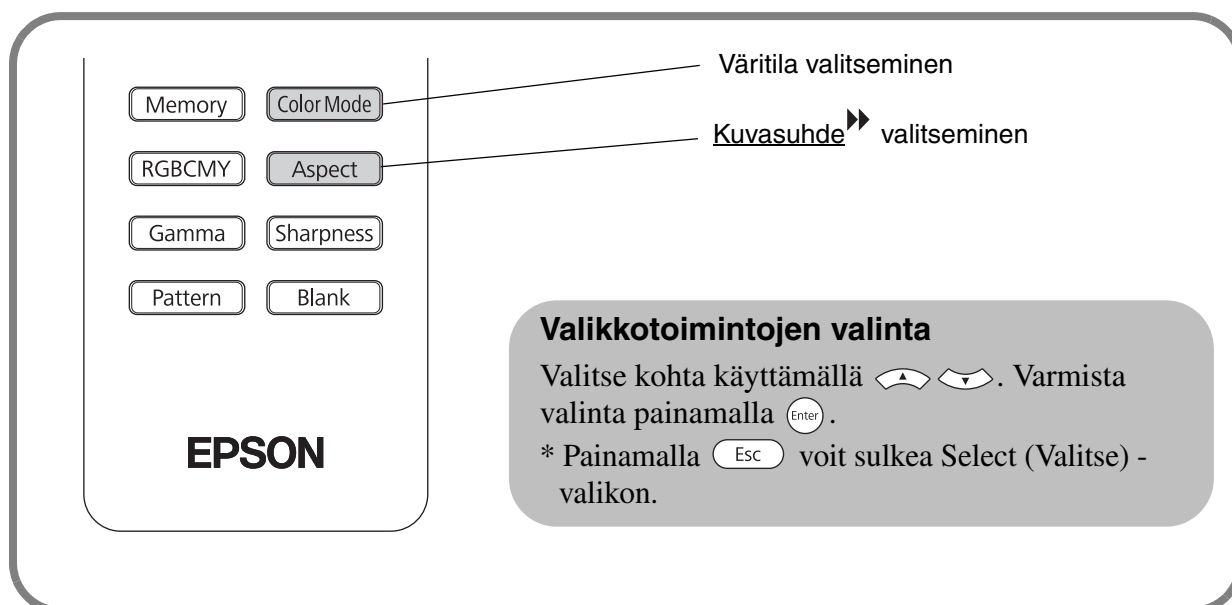 Memory Color Mode
RGBCMY Aspect
Gamma Sharpness
Pattern Blank
EPSON
Väritila valitseminen
Kuvasuhde valitseminen
Valikkotoimintojen valinta
Valitse kohta käyttämällä . Varmista
valinta painamalla Enter .
* Painamalla Esc voit sulkea Select (Valitse) -
valikon.